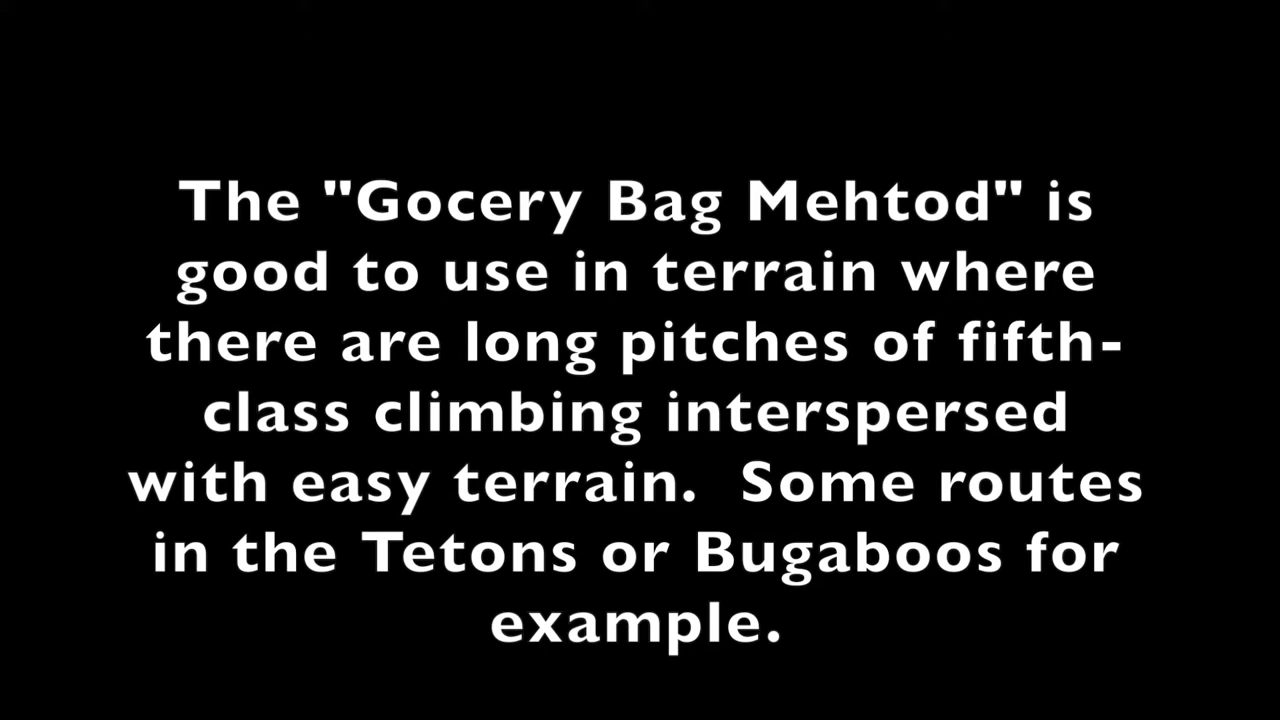 The "Gocery Bag Mehtod" is
good to use in terrain where
there are long pitches of fifth-
class climbing interspersed
with easy terrain.  Some routes
in the Tetons or Bugaboos for
example.